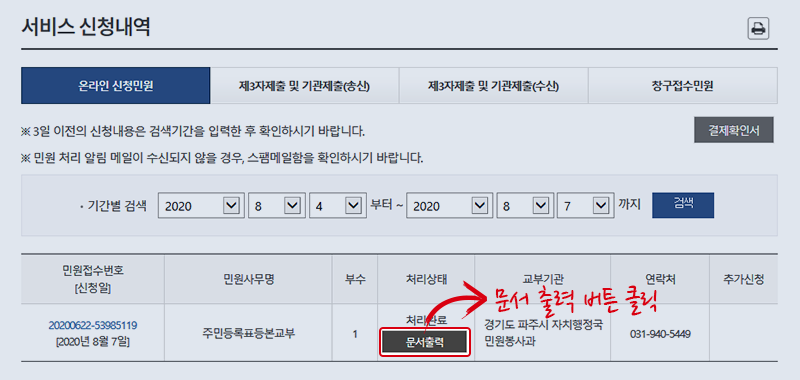 서비스 신청내역
온라인 신청민원
제3자제출 및 기관제출(송신)
제3자제출 및 기관제출(수신)
창구접수민원
※ 3일 이전의 신청내용은 검색기간을 입력한 후 확인하시기 바랍니다.
결제확인서
※ 민원 처리 알림 메일이 수신되지 않을 경우, 스팸메일함을 확인하시기 바랍니다.
· 기간별 검색 2020 8 4 부터 ~ 2020 8 7 까지 검색
민원접수번호
[신청일]
민원사무명
부수
처리상태
교부기관
연락처
추가신청
문서 출력 버튼 클릭
20200622-53985119
[2020년 8월 7일]
주민등록표등본교부
1
처리완료
문서출력
경기도 파주시 자치행정국
민원봉사과
031-940-5449